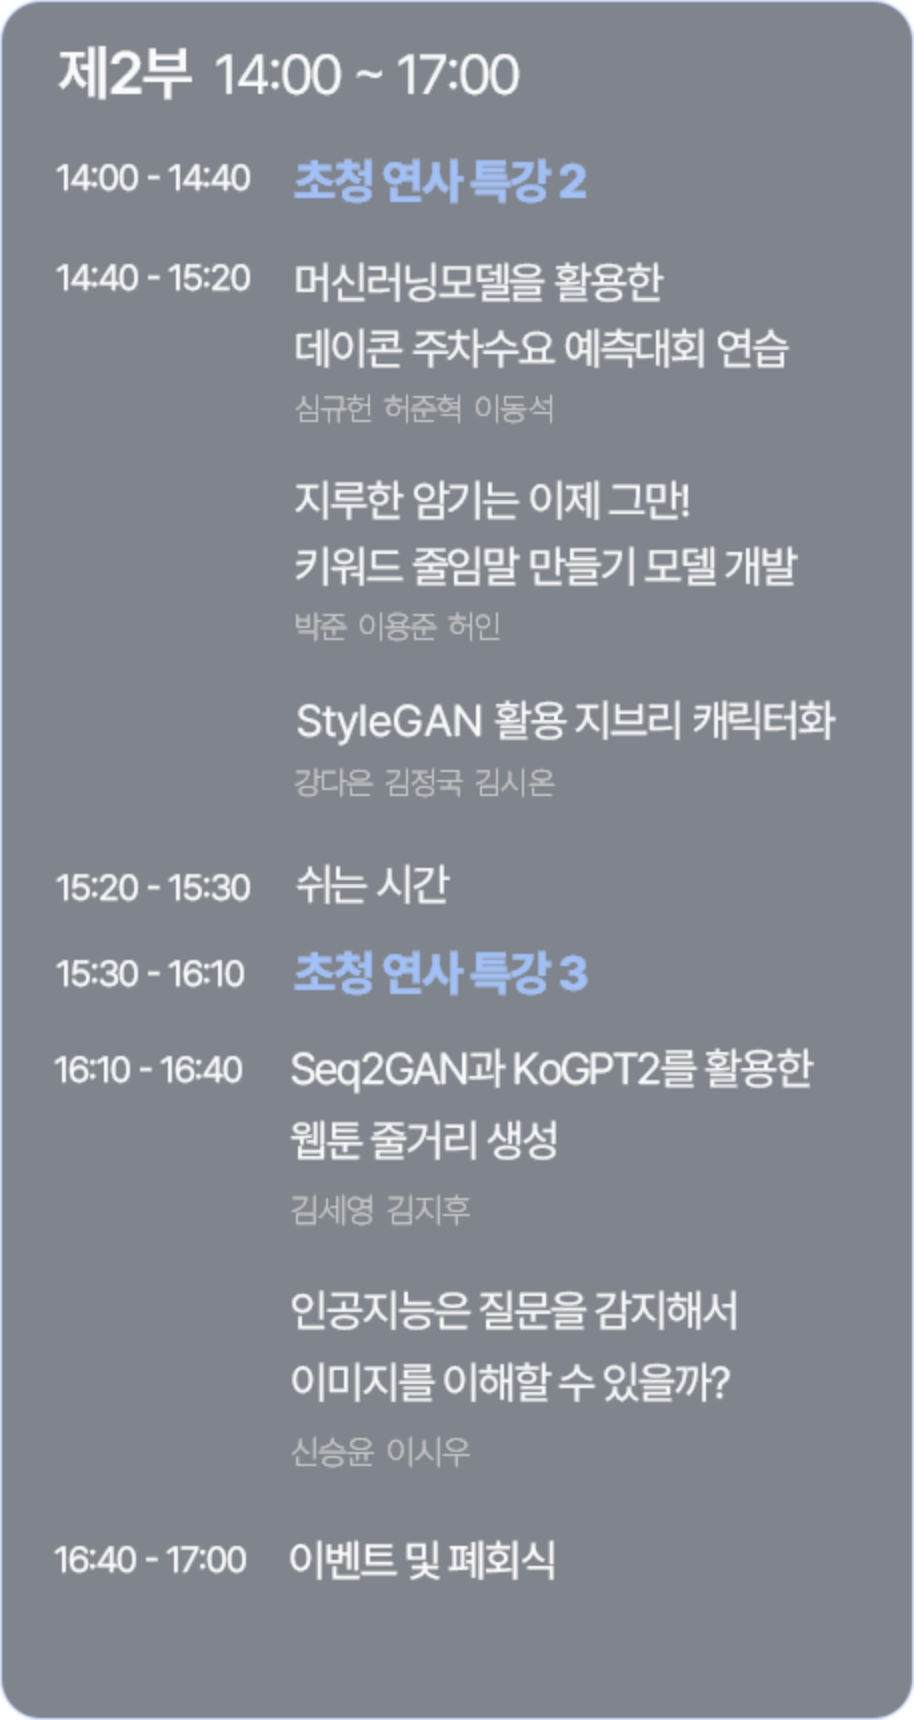 제2부 14:00 ~ 17:00
14:00 - 14:40 초청 연사 특강 2
14:40 - 15:20 머신러닝모델을 활용한
데이콘 주차수요 예측대회 연습
심규헌 허준혁 이동석
지루한 암기는 이제 그만!
키워드 줄임말 만들기 모델 개발
박준 이용준 허인
StyleGAN 활용 지브리 캐릭터화
강다은 김정국 김시온
15:20 - 15:30 쉬는 시간
15:30 - 16:10 초청 연사 특강 3
16:10 - 16:40 Seq2GAN과 KoGPT2를 활용한
웹툰 줄거리 생성
김세영 김지후
인공지능은 질문을 감지해서
이미지를 이해할 수 있을까?
신승윤 이시우
16:40 - 17:00 이벤트 및 폐회식